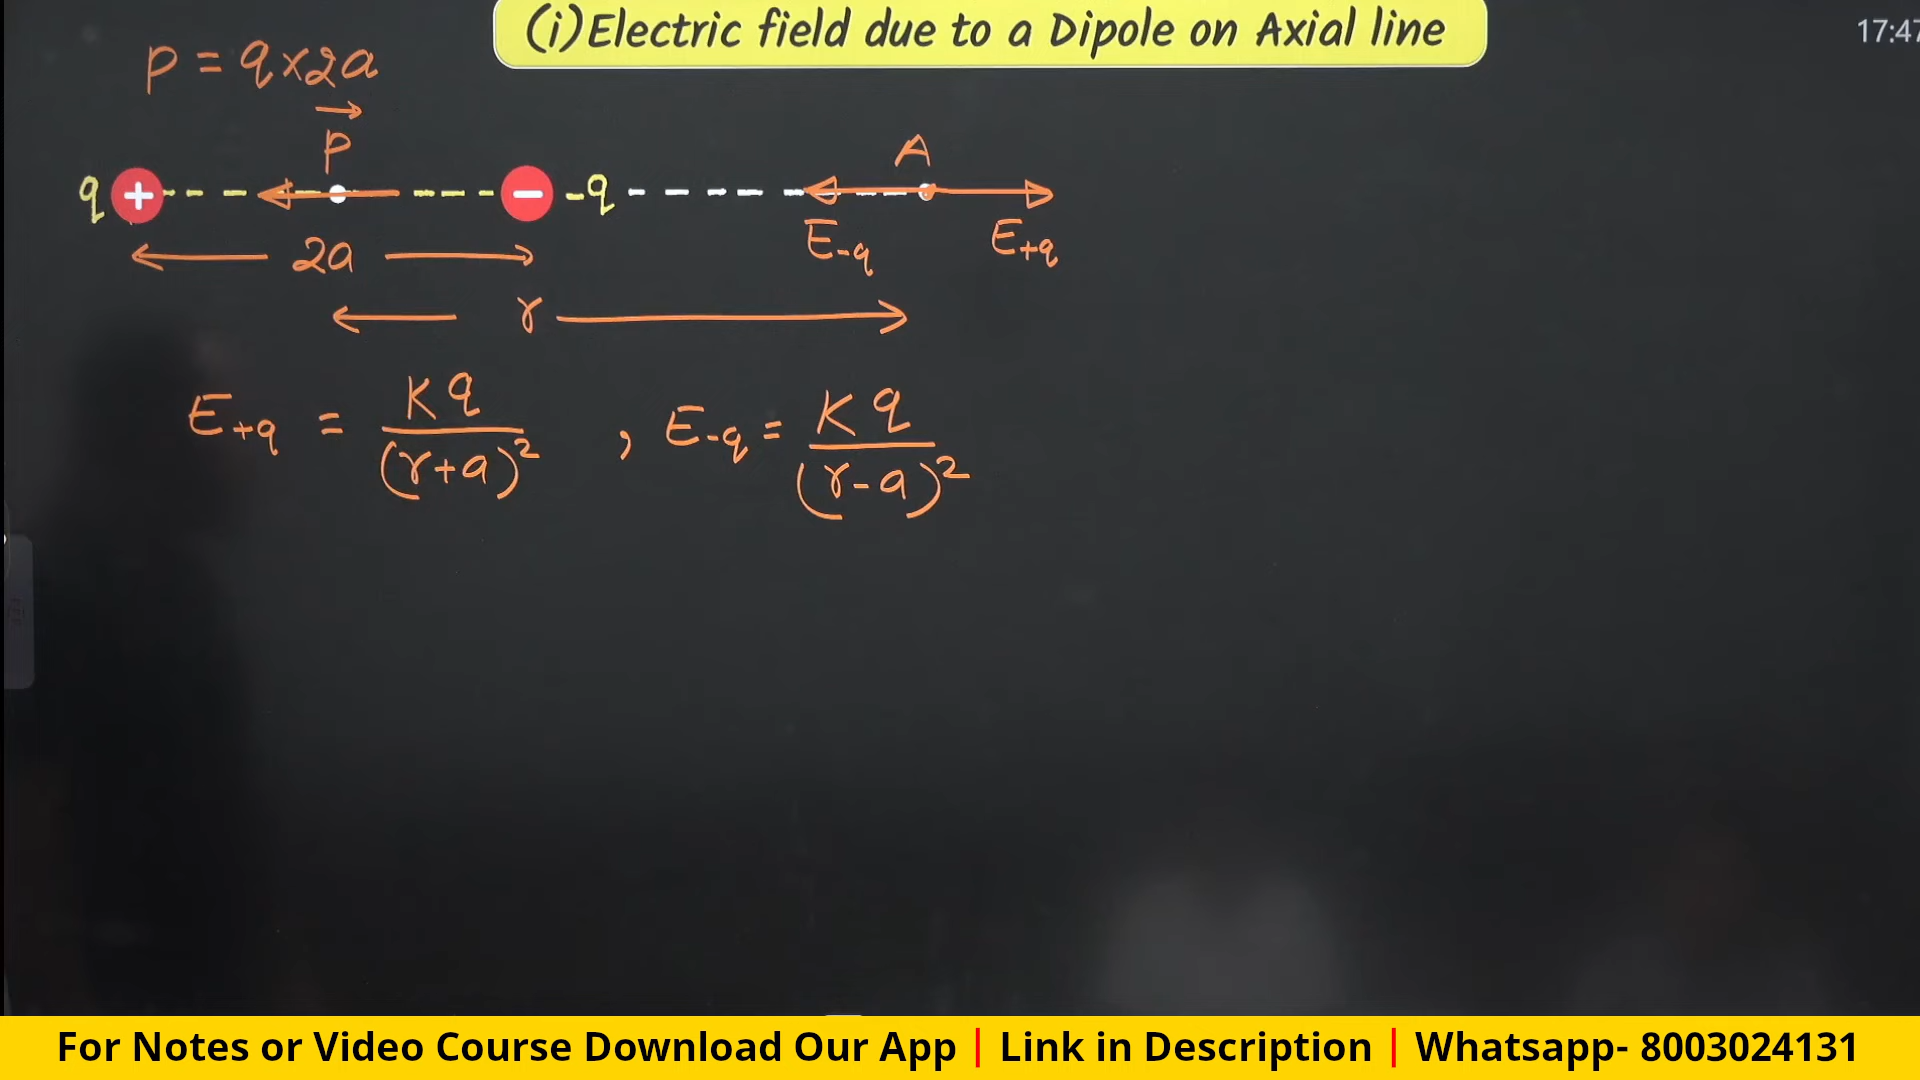 (i)Electric field due to a Dipole on Axial line
17:47
p = q×2a
p
A
q + − -q
E-q E+q
2a
r
E+q = Kq/(r+a)² , E-q = Kq/(r-a)²
For Notes or Video Course Download Our App | Link in Description | Whatsapp- 8003024131